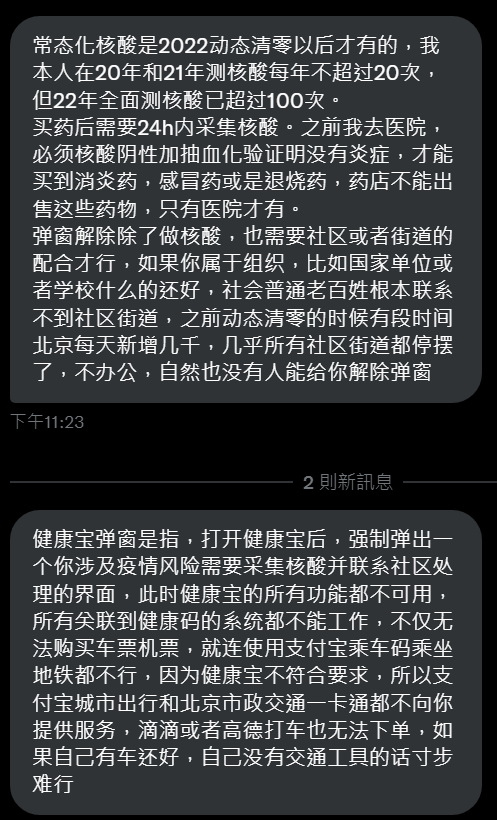 常态化核酸是2022动态清零以后才有的，我
本人在20年和21年测核酸每年不超过20次，
但22年全面测核酸已超过100次。
买药后需要24h内采集核酸。之前我去医院，
必须核酸阴性加抽血化验证明没有炎症，才能
买到消炎药，感冒药或是退烧药，药店不能出
售这些药物，只有医院才有。
弹窗解除除了做核酸，也需要社区或者街道的
配合才行，如果你属于组织，比如国家单位或
者学校什么的还好，社会普通老百姓根本联系
不到社区街道，之前动态清零的时候有段时间
北京每天新增几千，几乎所有社区街道都停摆
了，不办公，自然也没有人能给你解除弹窗
下午11:23
2 則新訊息
健康宝弹窗是指，打开健康宝后，强制弹出一
个你涉及疫情风险需要采集核酸并联系社区处
理的界面，此时健康宝的所有功能都不可用，
所有关联到健康码的系统都不能工作，不仅无
法购买车票机票，就连使用支付宝乘车码乘坐
地铁都不行，因为健康宝不符合要求，所以支
付宝城市出行和北京市政交通一卡通都不向你
提供服务，滴滴或者高德打车也无法下单，如
果自己有车还好，自己没有交通工具的话寸步
难行